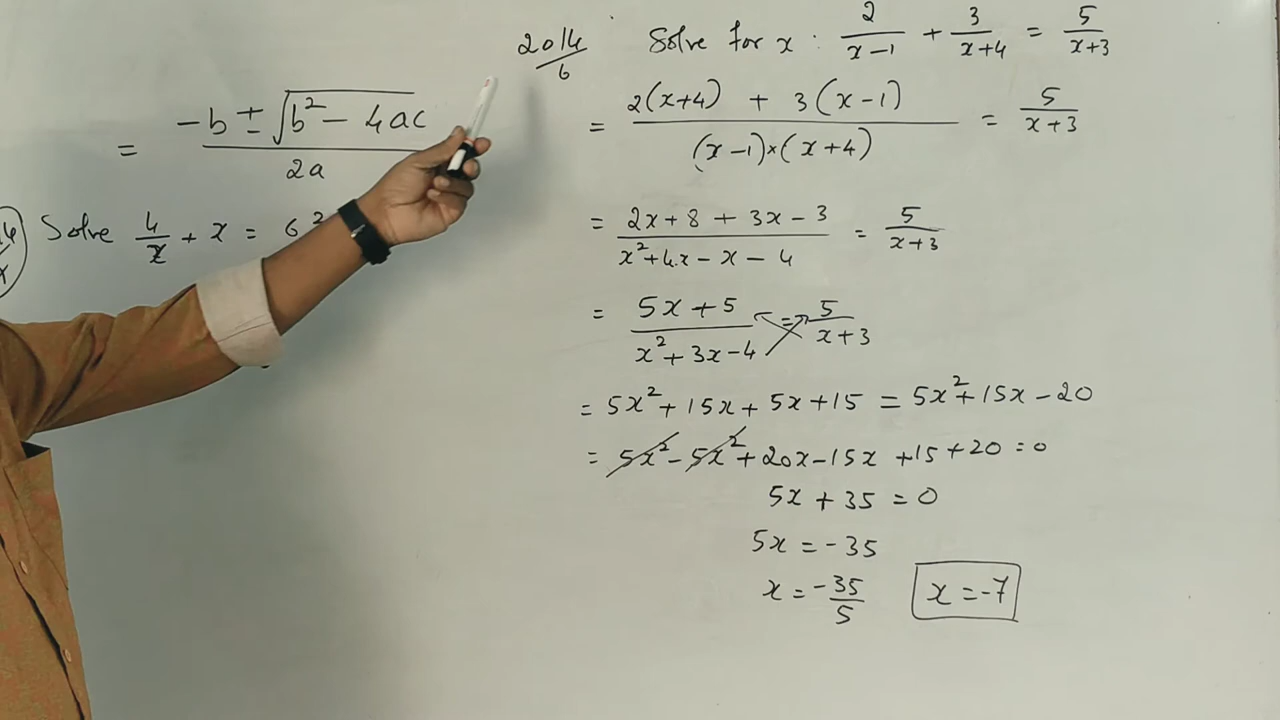 = -b ± √(b² - 4ac) / 2a
Solve 4/x + x = 6²
2014/6 Solve for x : 2/(x-1) + 3/(x+4) = 5/(x+3)
= (2(x+4) + 3(x-1)) / ((x-1)×(x+4)) = 5/(x+3)
= (2x+8 + 3x-3) / (x²+4x-x-4) = 5/(x+3)
= (5x+5) / (x²+3x-4) = 5/(x+3)
= 5x²+15x+5x+15 = 5x²+15x-20
= 5x²-5x²+20x-15x+15+20=0
5x + 35 = 0
5x = -35
x = -35/5 x = -7